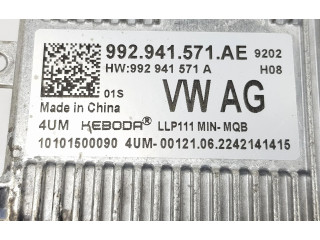 992.941.571.AE 9202
HW:992 941 571 A H08
01S
Made in China VW AG
4UM KEBODA® LLP111 MIN-MQB
10101500090 4UM-00121.06.2242141415